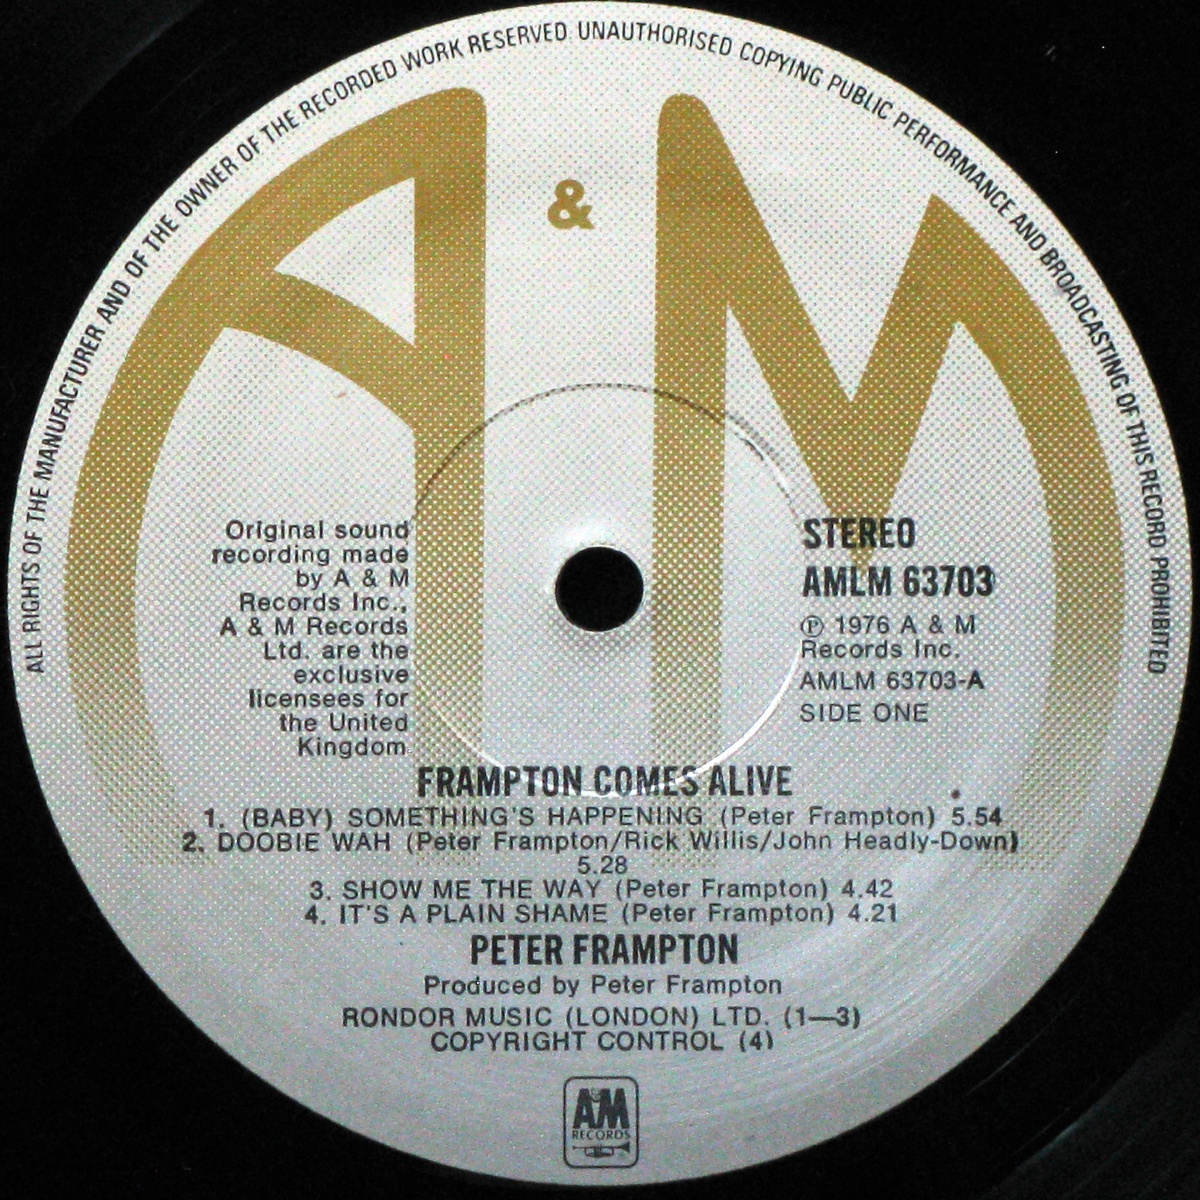 ALL RIGHTS OF THE MANUFACTURER AND OF THE OWNER OF THE RECORDED WORK RESERVED. UNAUTHORISED COPYING PUBLIC PERFORMANCE AND BROADCASTING OF THIS RECORD PROHIBITED
A & M
Original sound
recording made
by A & M
Records Inc.,
A & M Records
Ltd. are the
exclusive
licensees for
the United
Kingdom
STEREO
AMLM 63703
℗ 1976 A & M
Records Inc.
AMLM 63703-A
SIDE ONE
FRAMPTON COMES ALIVE
1. (BABY) SOMETHING'S HAPPENING (Peter Frampton) 5.54
2. DOOBIE WAH (Peter Frampton/Rick Willis/John Headly-Down)
5.28
3. SHOW ME THE WAY (Peter Frampton) 4.42
4. IT'S A PLAIN SHAME (Peter Frampton) 4.21
PETER FRAMPTON
Produced by Peter Frampton
RONDOR MUSIC (LONDON) LTD. (1—3)
COPYRIGHT CONTROL (4)
A&M
RECORDS